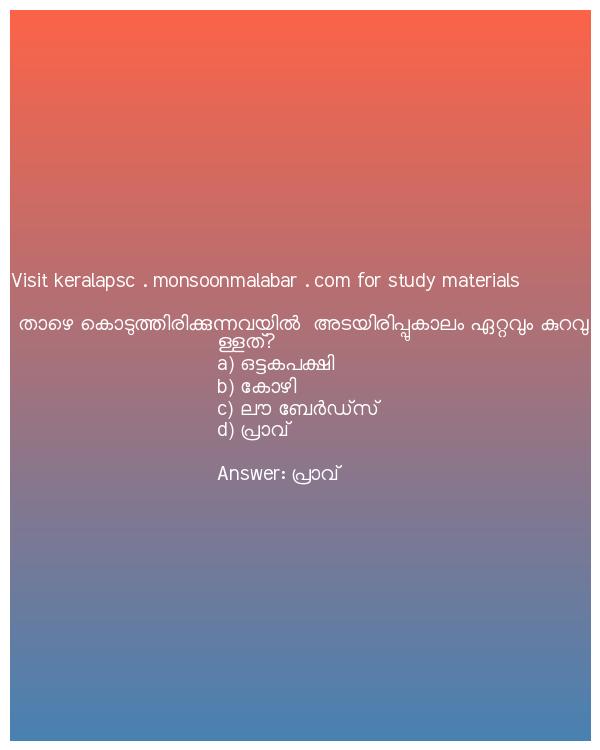 Visit keralapsc . monsoonmalabar . com for study materials
താഴെ കൊടുത്തിരിക്കുന്നവയിൽ അടയിരിപ്പുകാലം ഏറ്റവും കുറവു
ള്ളത്?
a) ഒട്ടകപക്ഷി
b) കോഴി
c) ലൗ ബേർഡ്സ്
d) പ്രാവ്
Answer: പ്രാവ്